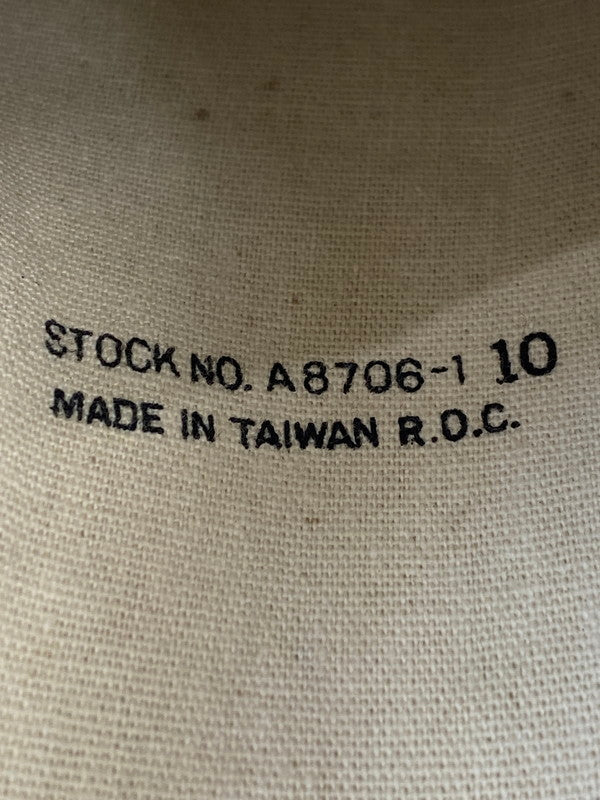 STOCK NO. A8706-1 10
MADE IN TAIWAN R.O.C.